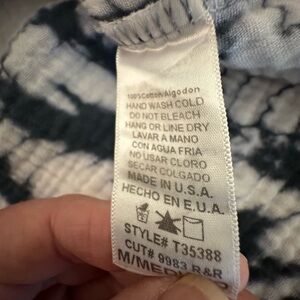 100%Cotton/Algodon
HAND WASH COLD
DO NOT BLEACH
HANG OR LINE DRY
LAVAR A MANO
CON AGUA FRIA
NO USAR CLORO
SECAR COLGADO
MADE IN U.S.A.
HECHO EN E.U.A.
STYLE# T35388
CUT# 9983 R&R